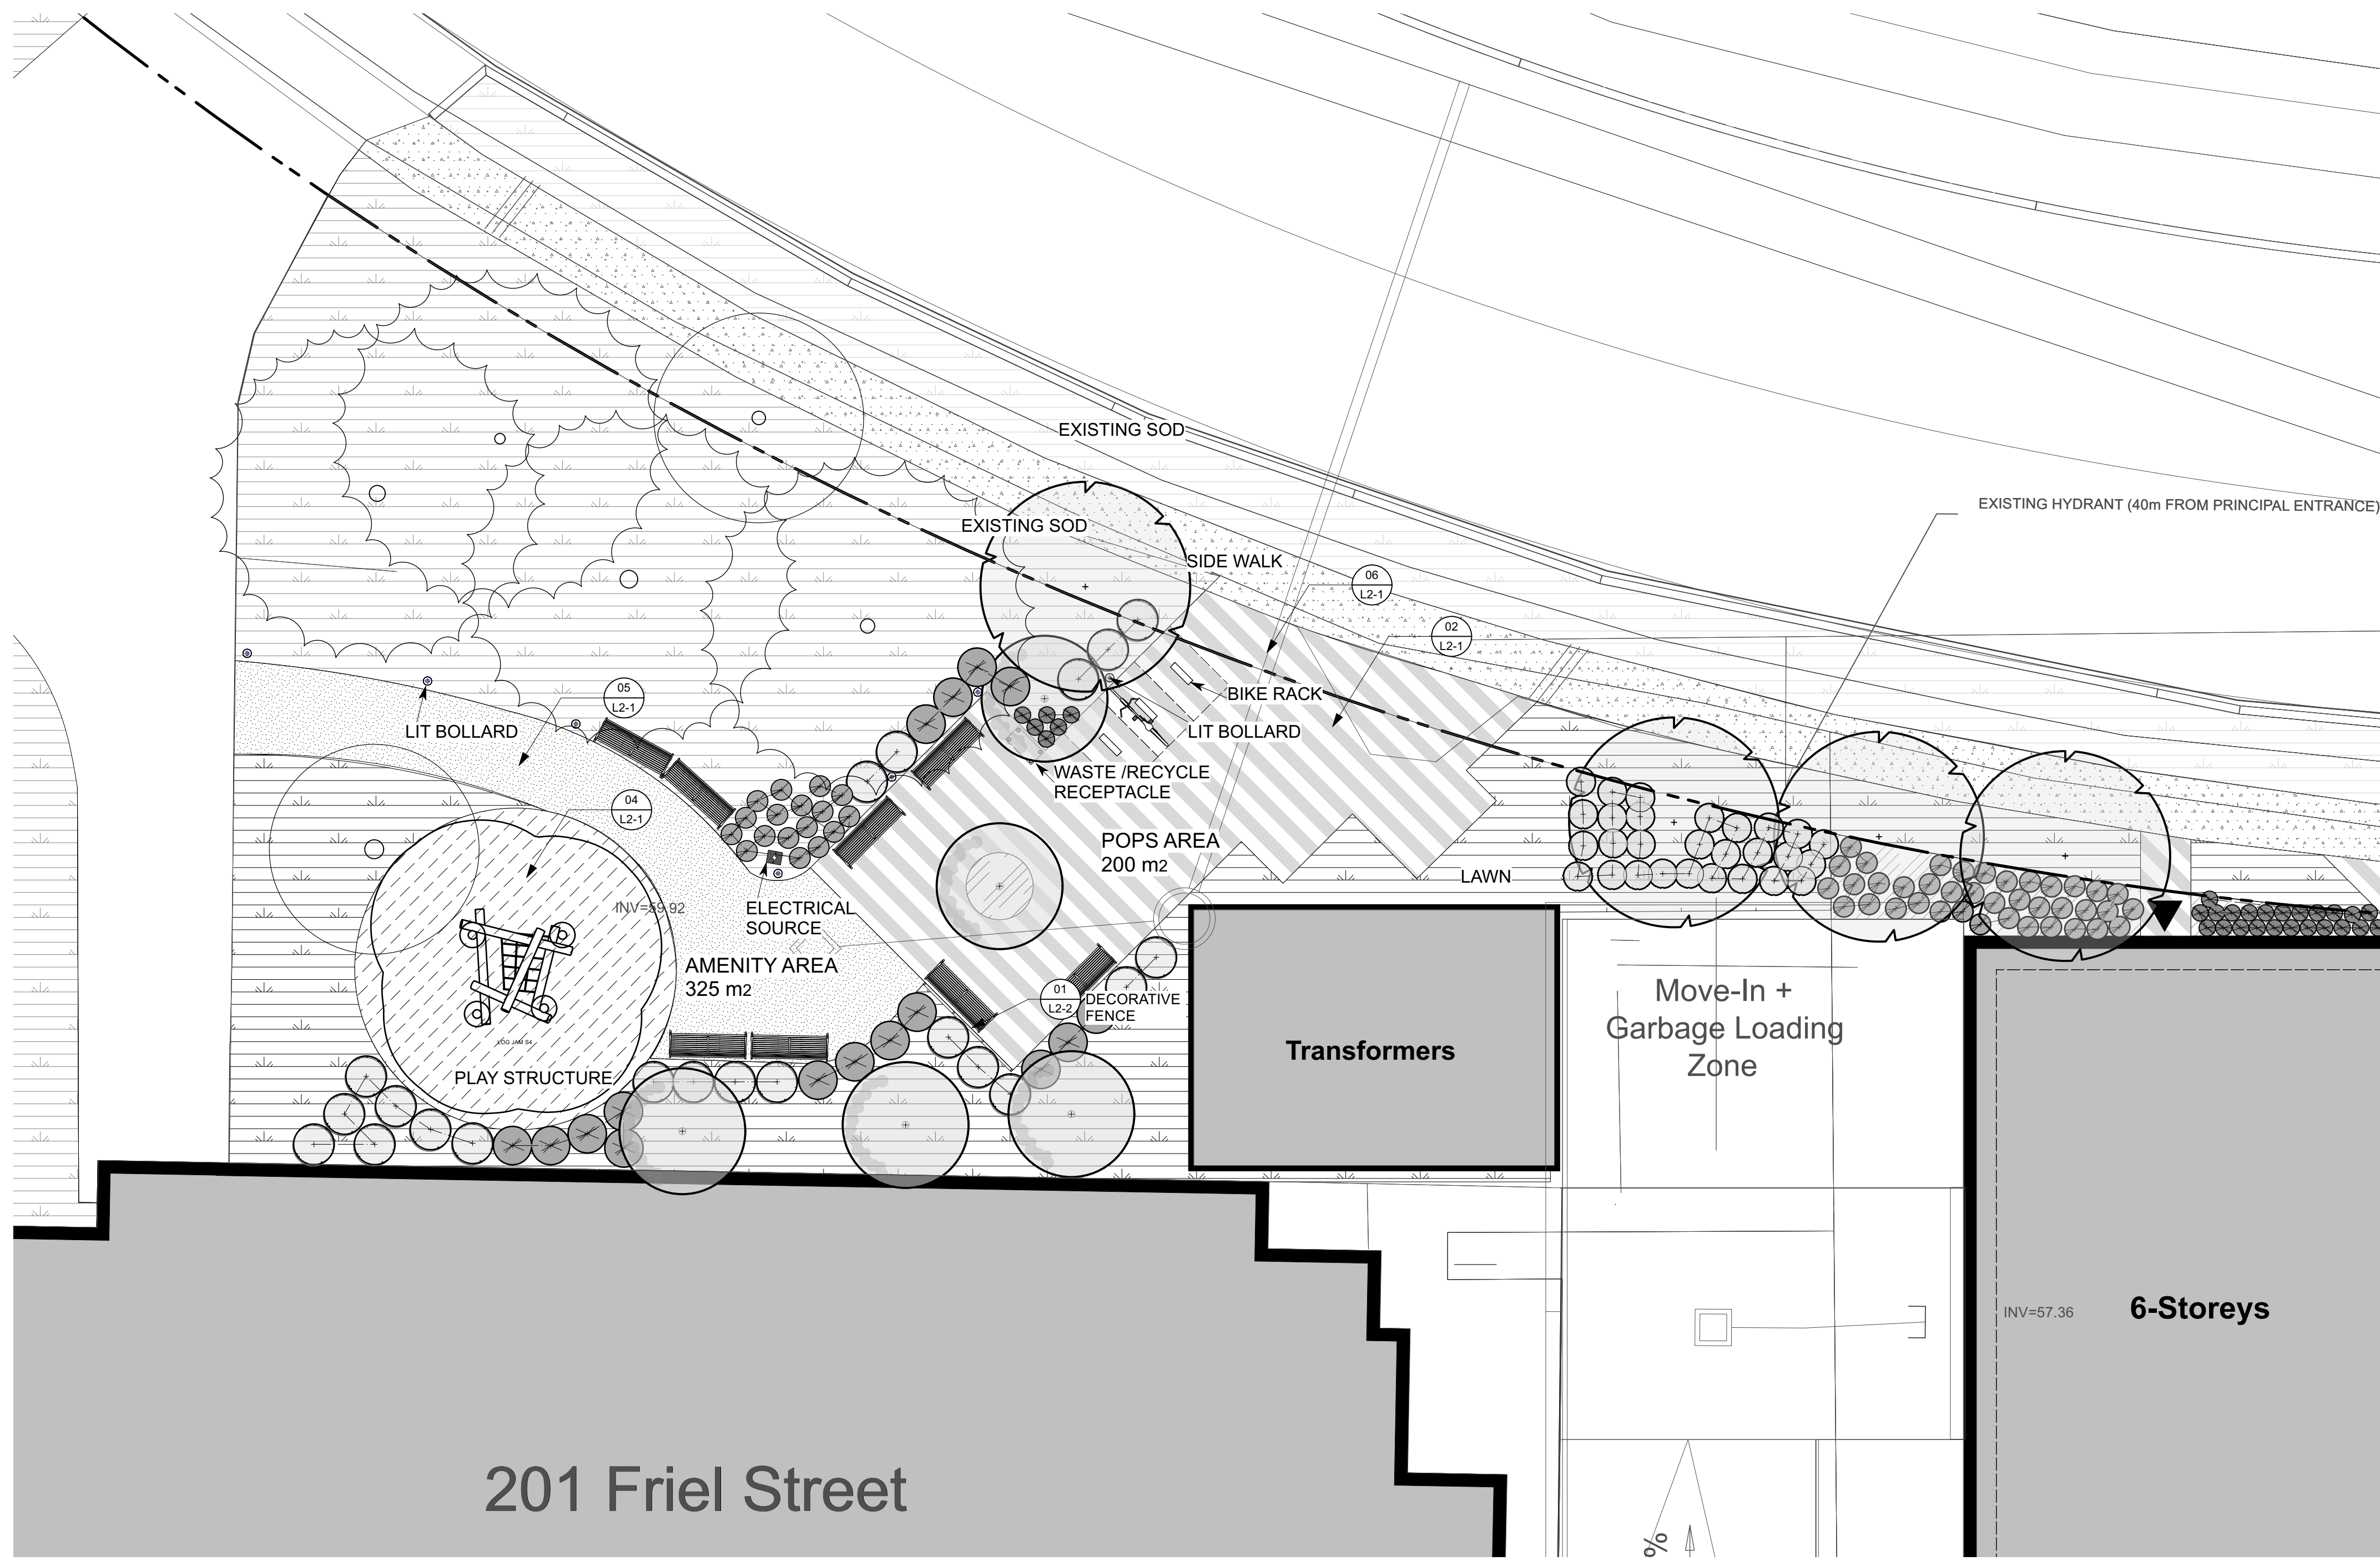 EXISTING SOD
EXISTING HYDRANT (40m FROM PRINCIPAL ENTRANCE)
EXISTING SOD
SIDE WALK
06
L2-1
02
L2-1
05
L2-1
BIKE RACK
LIT BOLLARD
LIT BOLLARD
WASTE /RECYCLE
RECEPTACLE
04
L2-1
POPS AREA
200 m2
LAWN
INV=59.92
ELECTRICAL
SOURCE
AMENITY AREA
325 m2
01
L2-2
DECORATIVE
FENCE
Move-In +
Garbage Loading
Zone
LOG JAM S4
Transformers
PLAY STRUCTURE
INV=57.36
6-Storeys
201 Friel Street
%